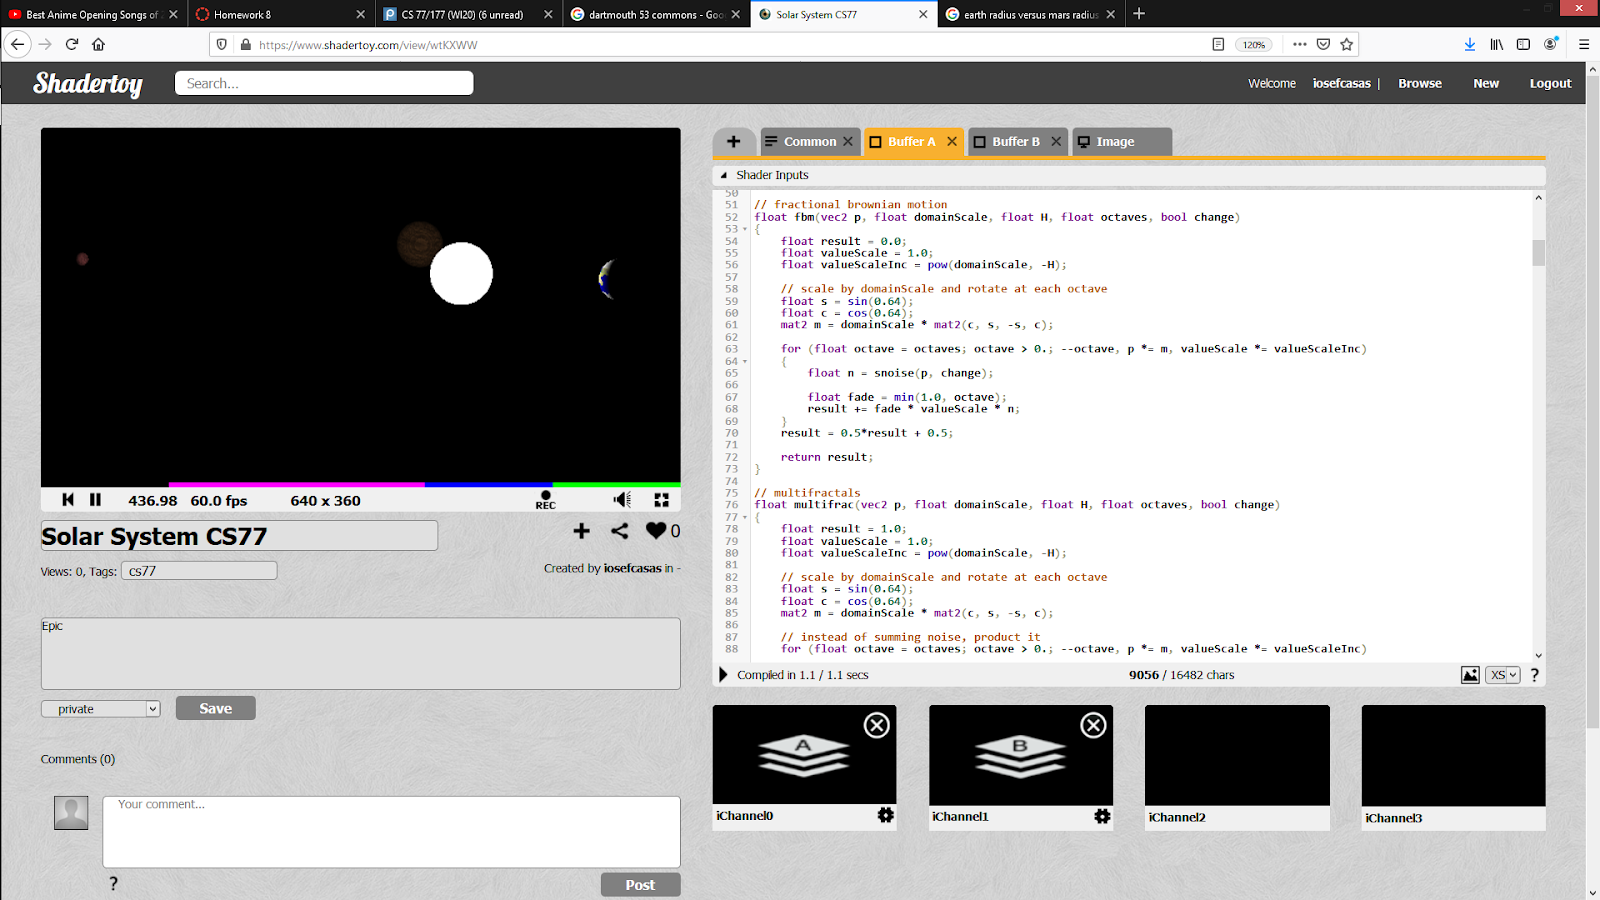 Best Anime Opening Songs of 2
Homework 8
CS 77/177 (WI20) (6 unread)
dartmouth 53 commons - Goo
Solar System CS77
earth radius versus mars radius
https://www.shadertoy.com/view/wtKXWW
120%
Shadertoy
Search...
Welcome iosefcasas | Browse New Logout
+ Common Buffer A Buffer B Image
Shader Inputs
50
51 // fractional brownian motion
52 float fbm(vec2 p, float domainScale, float H, float octaves, bool change)
53 {
54 float result = 0.0;
55 float valueScale = 1.0;
56 float valueScaleInc = pow(domainScale, -H);
57
58 // scale by domainScale and rotate at each octave
59 float s = sin(0.64);
60 float c = cos(0.64);
61 mat2 m = domainScale * mat2(c, s, -s, c);
62
63 for (float octave = octaves; octave > 0.; --octave, p *= m, valueScale *= valueScaleInc)
64 {
65 float n = snoise(p, change);
66
67 float fade = min(1.0, octave);
68 result += fade * valueScale * n;
69 }
70 result = 0.5*result + 0.5;
71
72 return result;
73 }
74
75 // multifractals
76 float multifrac(vec2 p, float domainScale, float H, float octaves, bool change)
77 {
78 float result = 1.0;
79 float valueScale = 1.0;
80 float valueScaleInc = pow(domainScale, -H);
81
82 // scale by domainScale and rotate at each octave
83 float s = sin(0.64);
84 float c = cos(0.64);
85 mat2 m = domainScale * mat2(c, s, -s, c);
86
87 // instead of summing noise, product it
88 for (float octave = octaves; octave > 0.; --octave, p *= m, valueScale *= valueScaleInc)
Compiled in 1.1 / 1.1 secs
9056 / 16482 chars
XS
?
436.98 60.0 fps 640 x 360 REC
Solar System CS77
0
Views: 0, Tags: cs77
Created by iosefcasas in -
Epic
private
Save
Comments (0)
Your comment...
?
Post
A
B
iChannel0
iChannel1
iChannel2
iChannel3